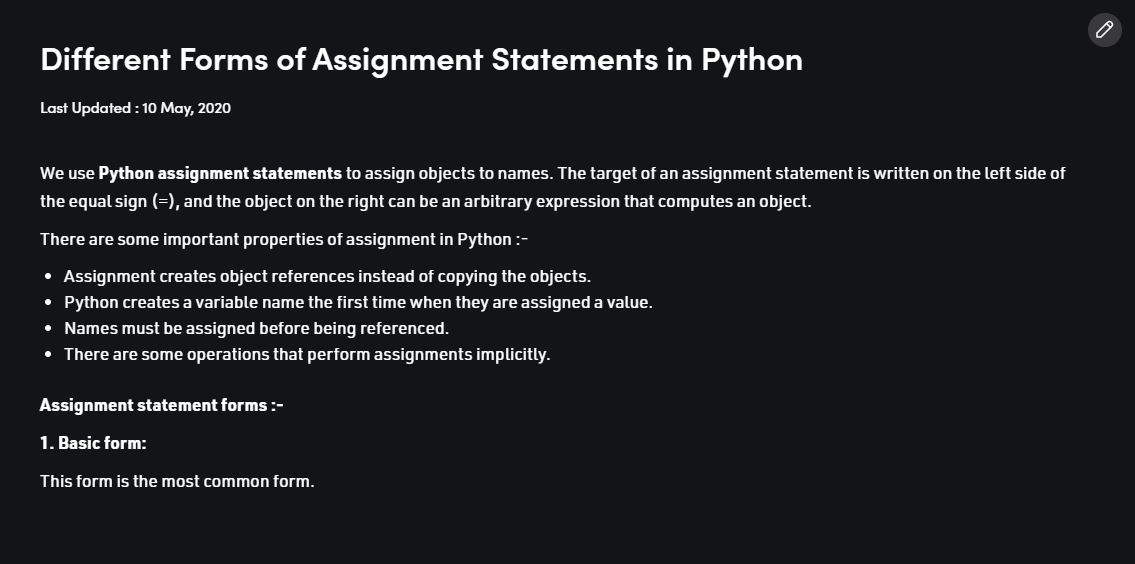 Different Forms of Assignment Statements in Python
Last Updated : 10 May, 2020
We use Python assignment statements to assign objects to names. The target of an assignment statement is written on the left side of
the equal sign (=), and the object on the right can be an arbitrary expression that computes an object.
There are some important properties of assignment in Python :-
• Assignment creates object references instead of copying the objects.
• Python creates a variable name the first time when they are assigned a value.
• Names must be assigned before being referenced.
• There are some operations that perform assignments implicitly.
Assignment statement forms :-
1. Basic form:
This form is the most common form.